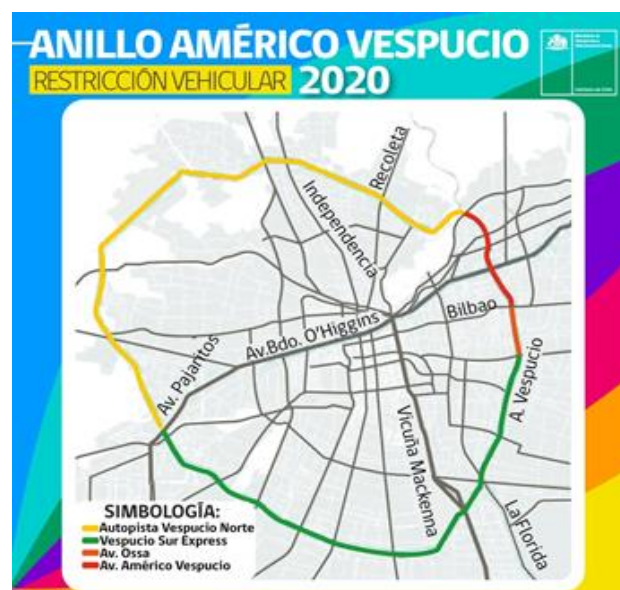 ANILLO AMÉRICO VESPUCIO
RESTRICCIÓN VEHICULAR 2020
Recoleta
Independencia
Bilbao
Av.Bdo. O'Higgins
Av. Pajaritos
A. Vespucio
Vicuña Mackenna
La Florida
SIMBOLOGÍA:
Autopista Vespucio Norte
Vespucio Sur Express
Av. Ossa
Av. Américo Vespucio